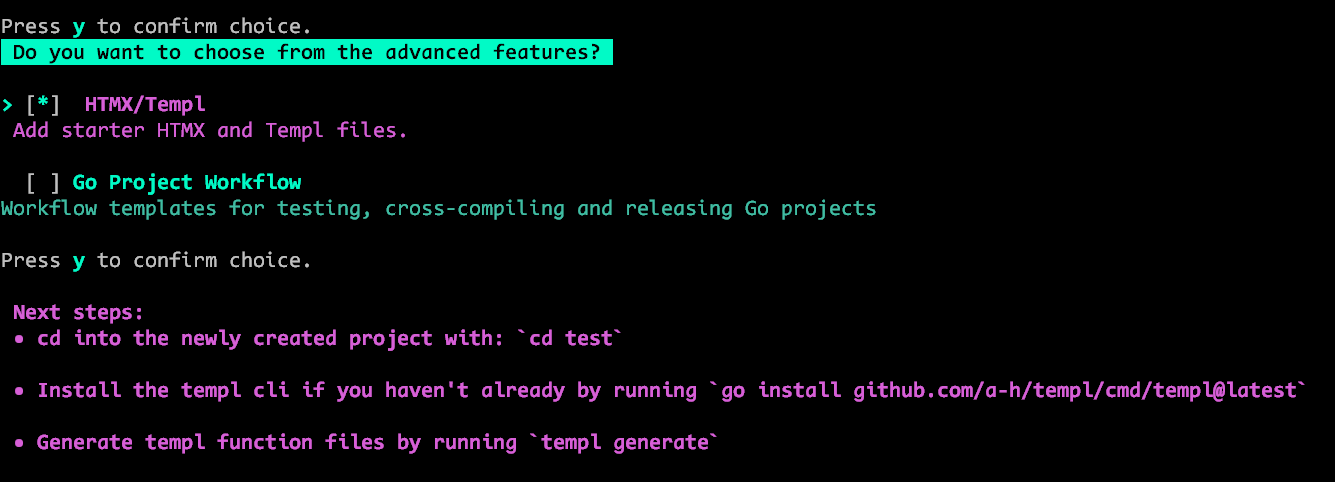 Press y to confirm choice.
Do you want to choose from the advanced features?
> [*]  HTMX/Templ
Add starter HTMX and Templ files.
[ ] Go Project Workflow
Workflow templates for testing, cross-compiling and releasing Go projects
Press y to confirm choice.
Next steps:
• cd into the newly created project with: `cd test`
• Install the templ cli if you haven't already by running `go install github.com/a-h/templ/cmd/templ@latest`
• Generate templ function files by running `templ generate`